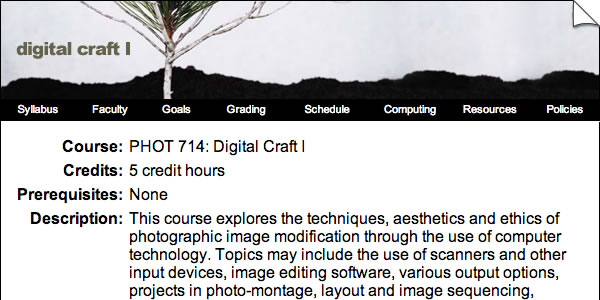 digital craft I
Syllabus Faculty Goals Grading Schedule Computing Resources Policies
Course: PHOT 714: Digital Craft I
Credits: 5 credit hours
Prerequisites: None
Description: This course explores the techniques, aesthetics and ethics of
photographic image modification through the use of computer
technology. Topics may include the use of scanners and other
input devices, image editing software, various output options,
projects in photo-montage, layout and image sequencing,